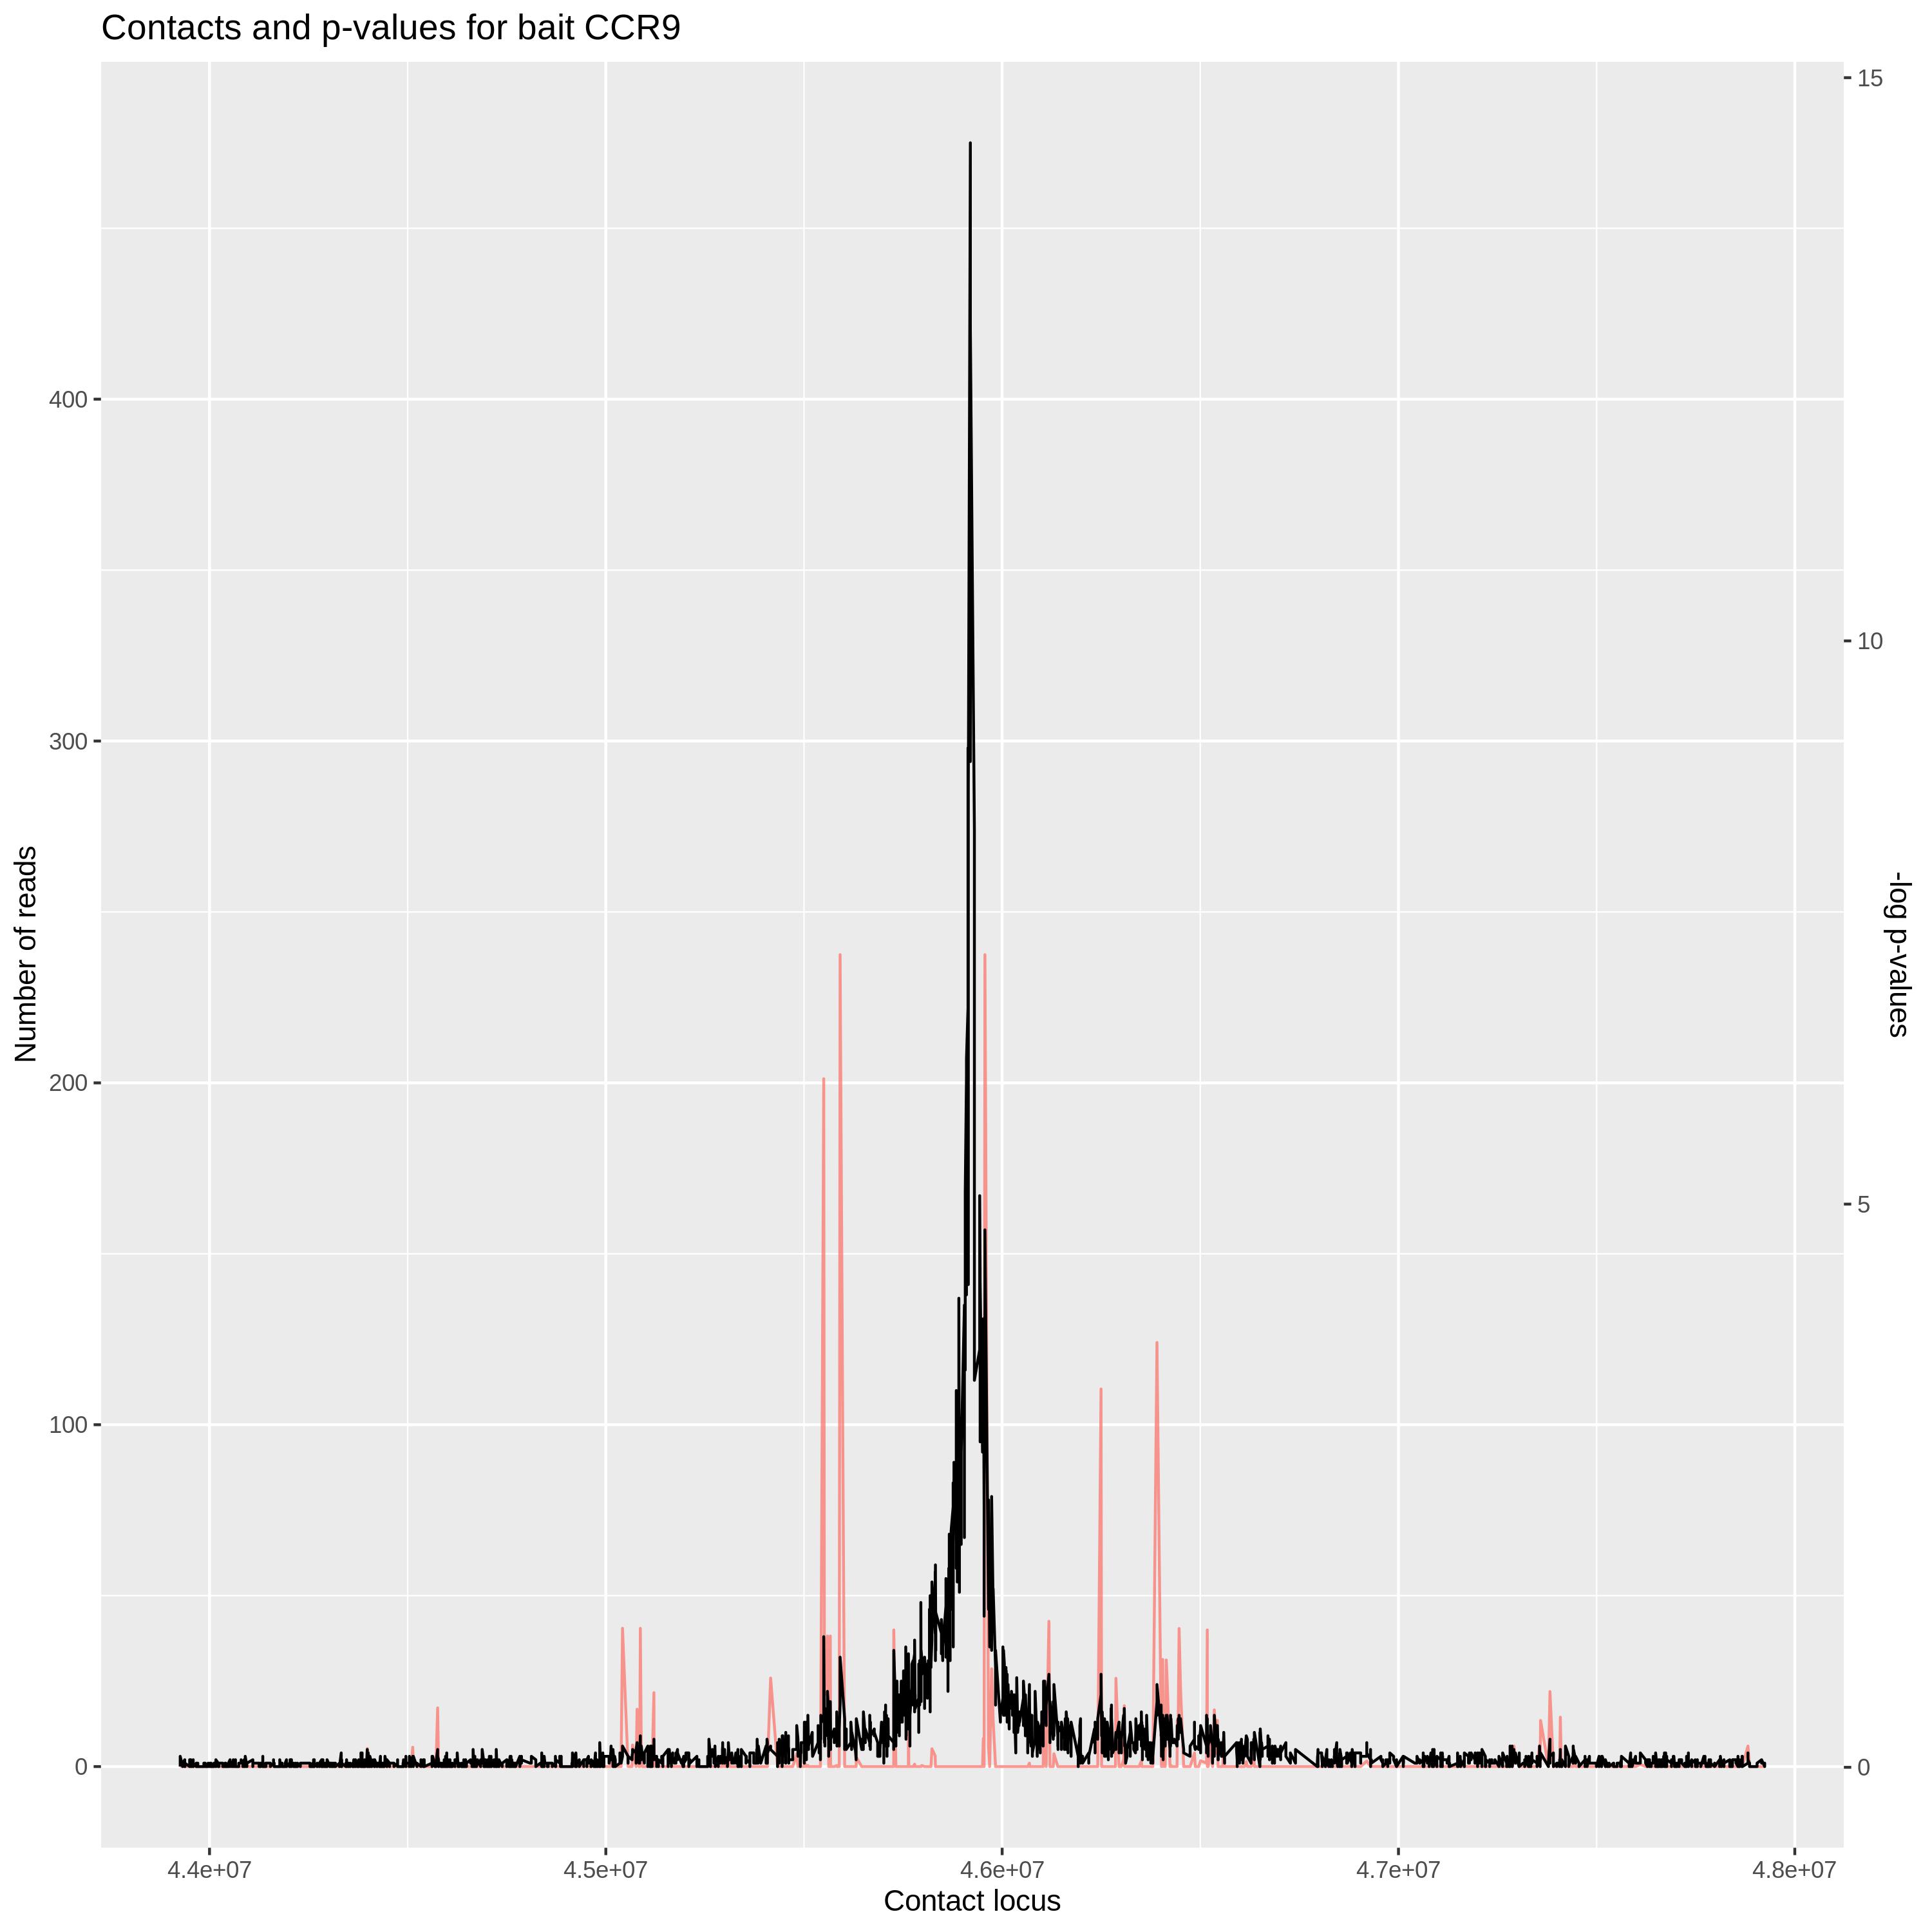 Contacts and p-values for bait CCR9
15
400
10
300
Number of reads
-log p-values
200
5
100
0
0
4.4e+07 4.5e+07 4.6e+07 4.7e+07 4.8e+07
Contact locus